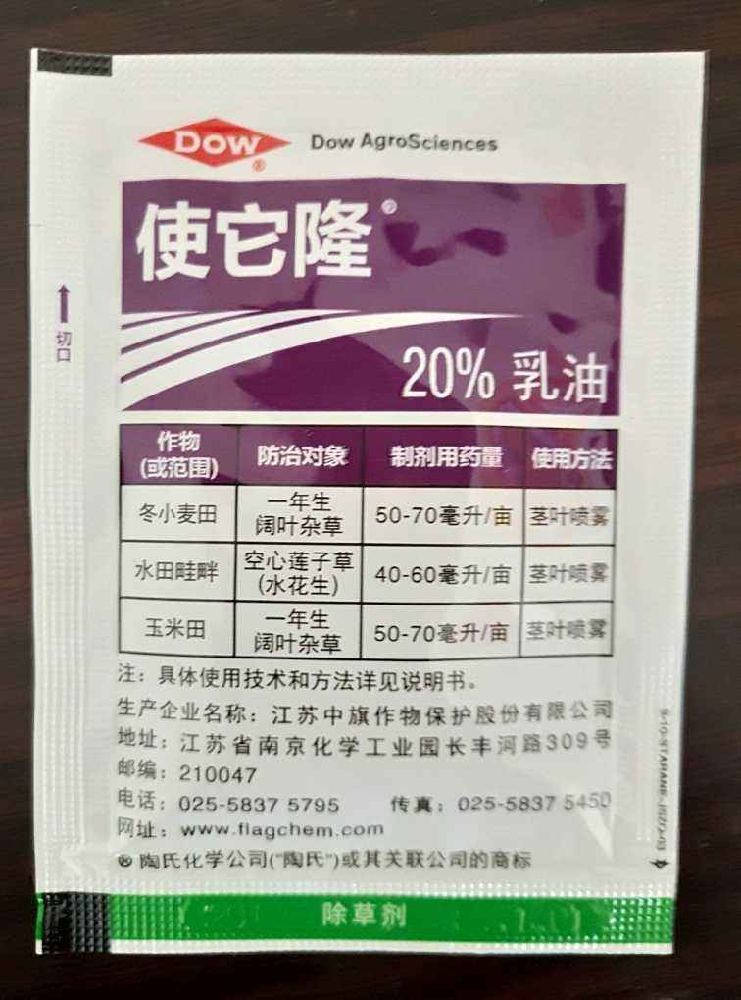 DOW
®
Dow AgroSciences
使它隆®
切口
20% 乳油
作物
(或范围)
防治对象
制剂用药量
使用方法
冬小麦田
一年生
阔叶杂草
50-70毫升/亩
茎叶喷雾
水田畦畔
空心莲子草
(水花生)
40-60毫升/亩
茎叶喷雾
玉米田
一年生
阔叶杂草
50-70毫升/亩
茎叶喷雾
注：具体使用技术和方法详见说明书。
生产企业名称：江苏中旗作物保护股份有限公司
地址：江苏省南京化学工业园长丰河路309号
邮编：210047
电话：025-5837 5795 传真：025-5837 5450
网址：www.flagchem.com
® 陶氏化学公司("陶氏")或其关联公司的商标
除草剂